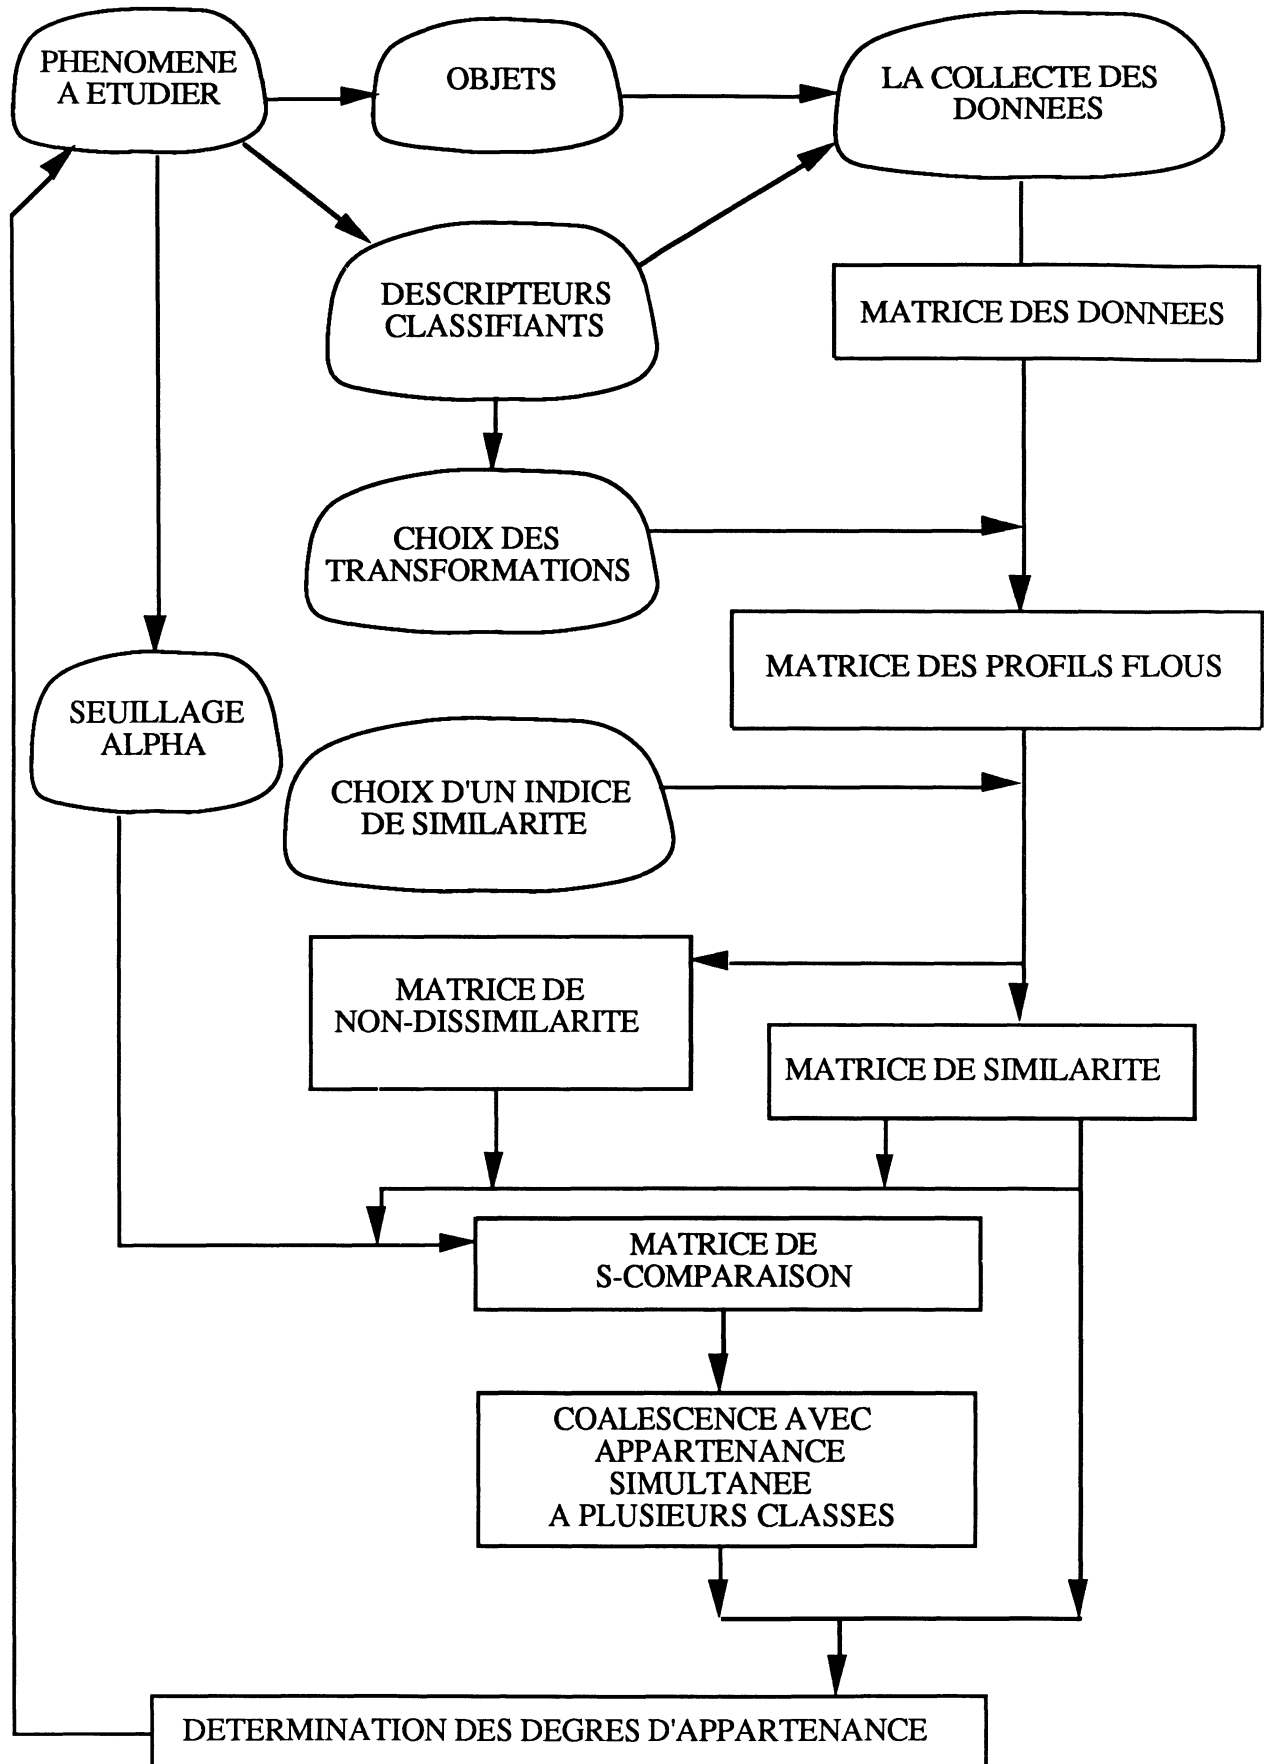 PHENOMENE
A ETUDIER
OBJETS
LA COLLECTE DES
DONNEES
DESCRIPTEURS
CLASSIFIANTS
MATRICE DES DONNEES
CHOIX DES
TRANSFORMATIONS
MATRICE DES PROFILS FLOUS
SEUILLAGE
ALPHA
CHOIX D'UN INDICE
DE SIMILARITE
MATRICE DE
NON-DISSIMILARITE
MATRICE DE SIMILARITE
MATRICE DE
S-COMPARAISON
COALESCENCE AVEC
APPARTENANCE
SIMULTANEE
A PLUSIEURS CLASSES
DETERMINATION DES DEGRES D'APPARTENANCE